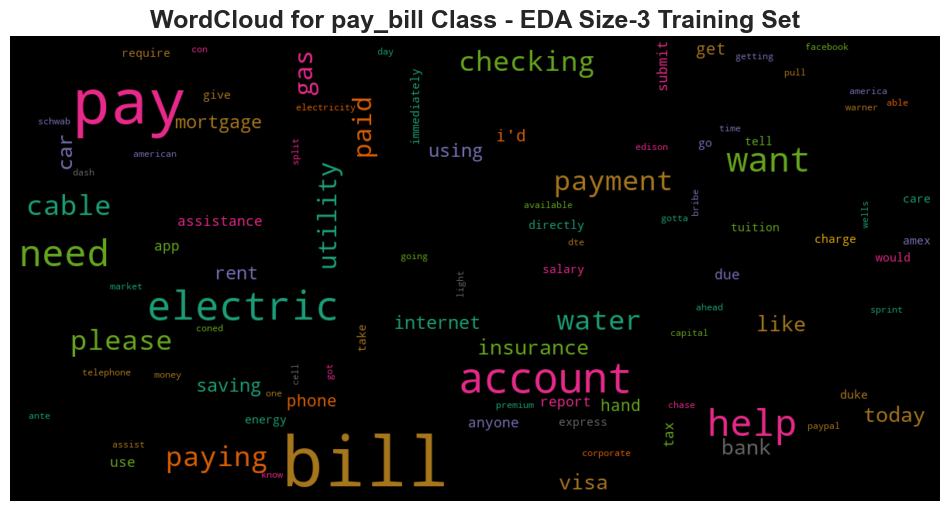 WordCloud for pay_bill Class - EDA Size-3 Training Set
require
con
day
getting
facebook
get
submit
checking
gas
pull
pay
give
america
able
warner
electricity
immediately
paid
schwab
mortgage
time
i'd
tell
go
edison
split
car
american
using
want
dash
payment
utility
cable
available
bribe
care
wells
assistance
directly
gotta
tuition
need
app
dte
charge
amex
going
would
rent
salary
due
light
market
electric
ahead
sprint
internet
water
like
coned
take
capital
please
insurance
telephone
money
cell
got
account
saving
one
duke
phone
premium
report
hand
chase
ante
energy
anyone
express
help
today
paypal
tax
bank
assist
paying
bill
corporate
use
know
visa